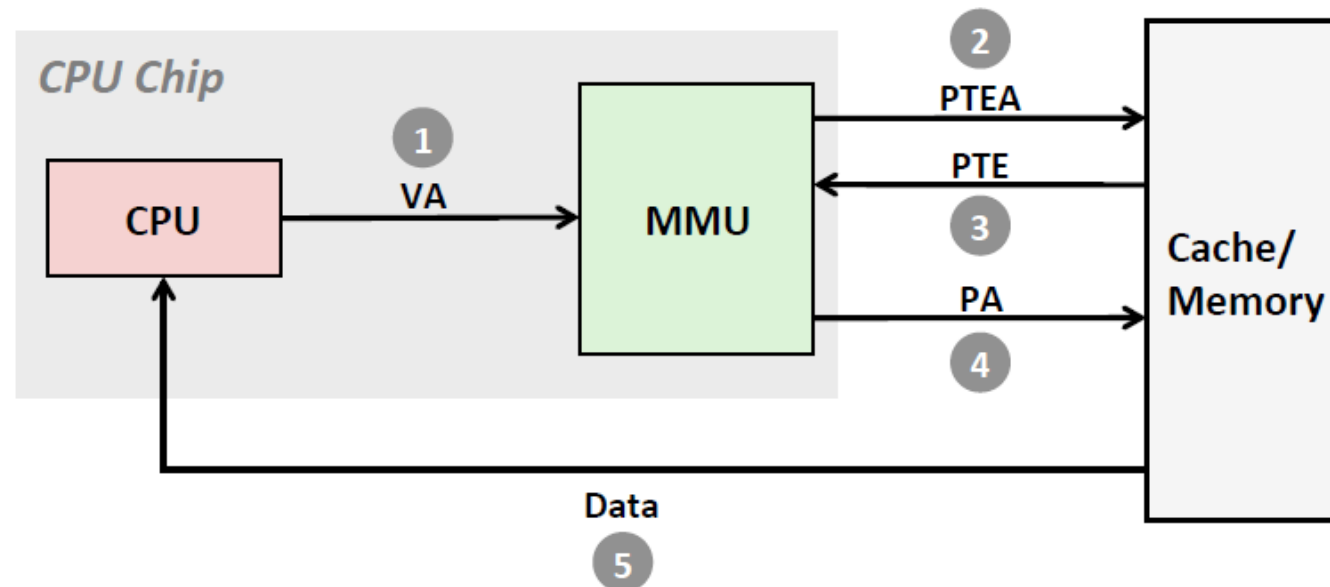 CPU Chip
2
PTEA
1
VA
PTE
3
CPU
MMU
Cache/
Memory
PA
4
Data
5